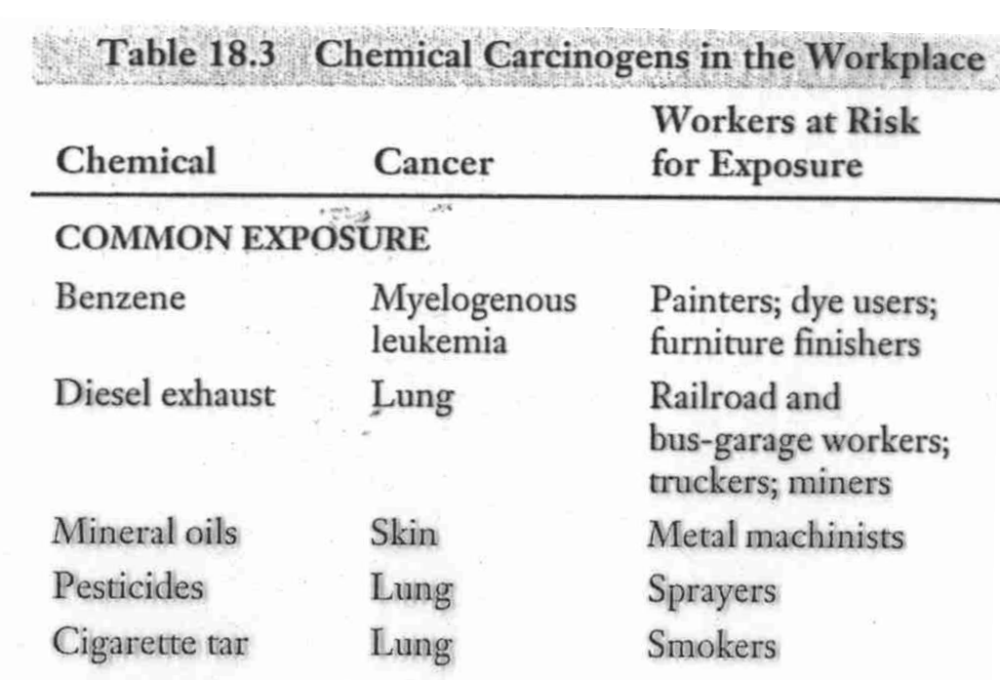 Table 18.3 Chemical Carcinogens in the Workplace
Workers at Risk
Chemical Cancer for Exposure
COMMON EXPOSURE
Benzene Myelogenous Painters; dye users;
leukemia furniture finishers
Diesel exhaust Lung Railroad and
bus-garage workers;
truckers; miners
Mineral oils Skin Metal machinists
Pesticides Lung Sprayers
Cigarette tar Lung Smokers